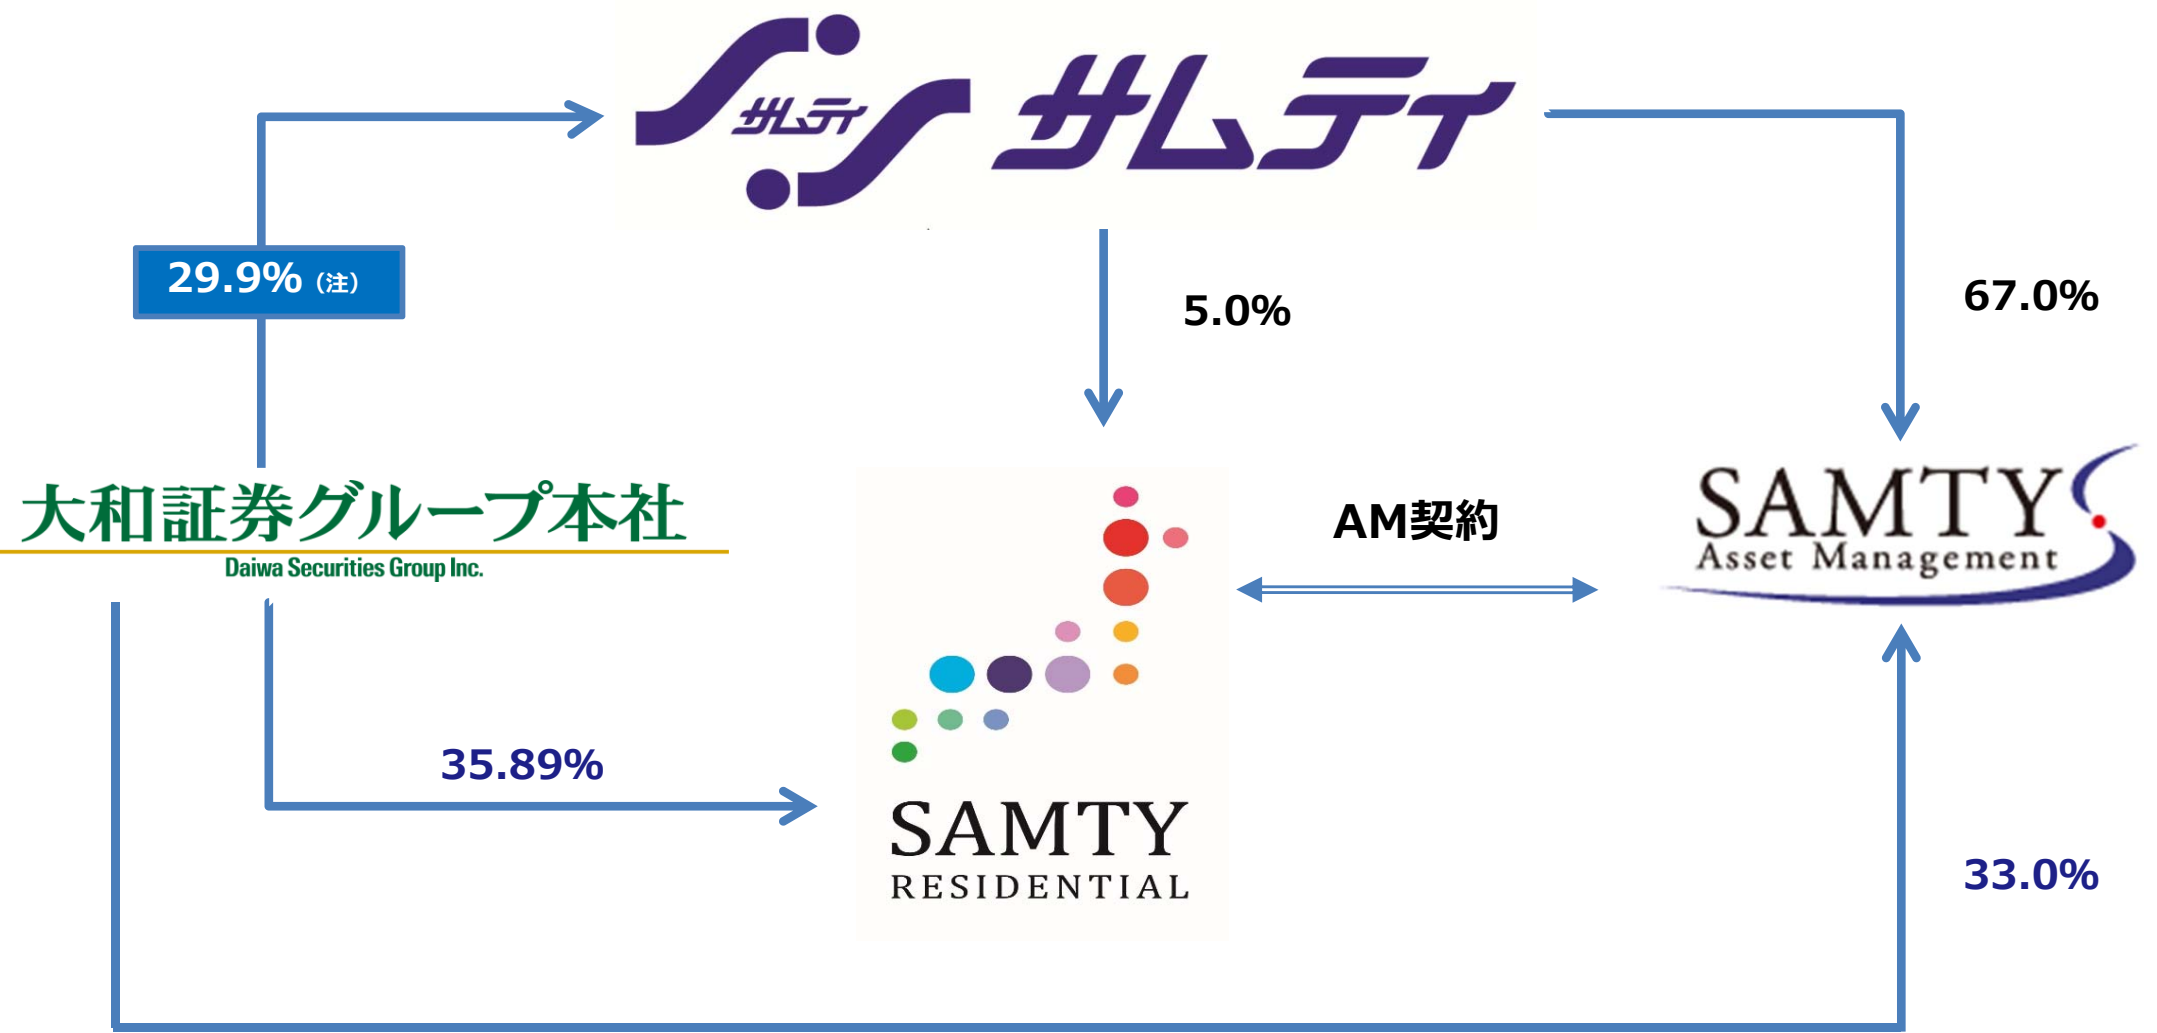 サムティ
サムティ
29.9%（注）
5.0%
67.0%
大和証券グループ本社
Daiwa Securities Group Inc.
AM契約
SAMTY
Asset Management
35.89%
SAMTY
RESIDENTIAL
33.0%